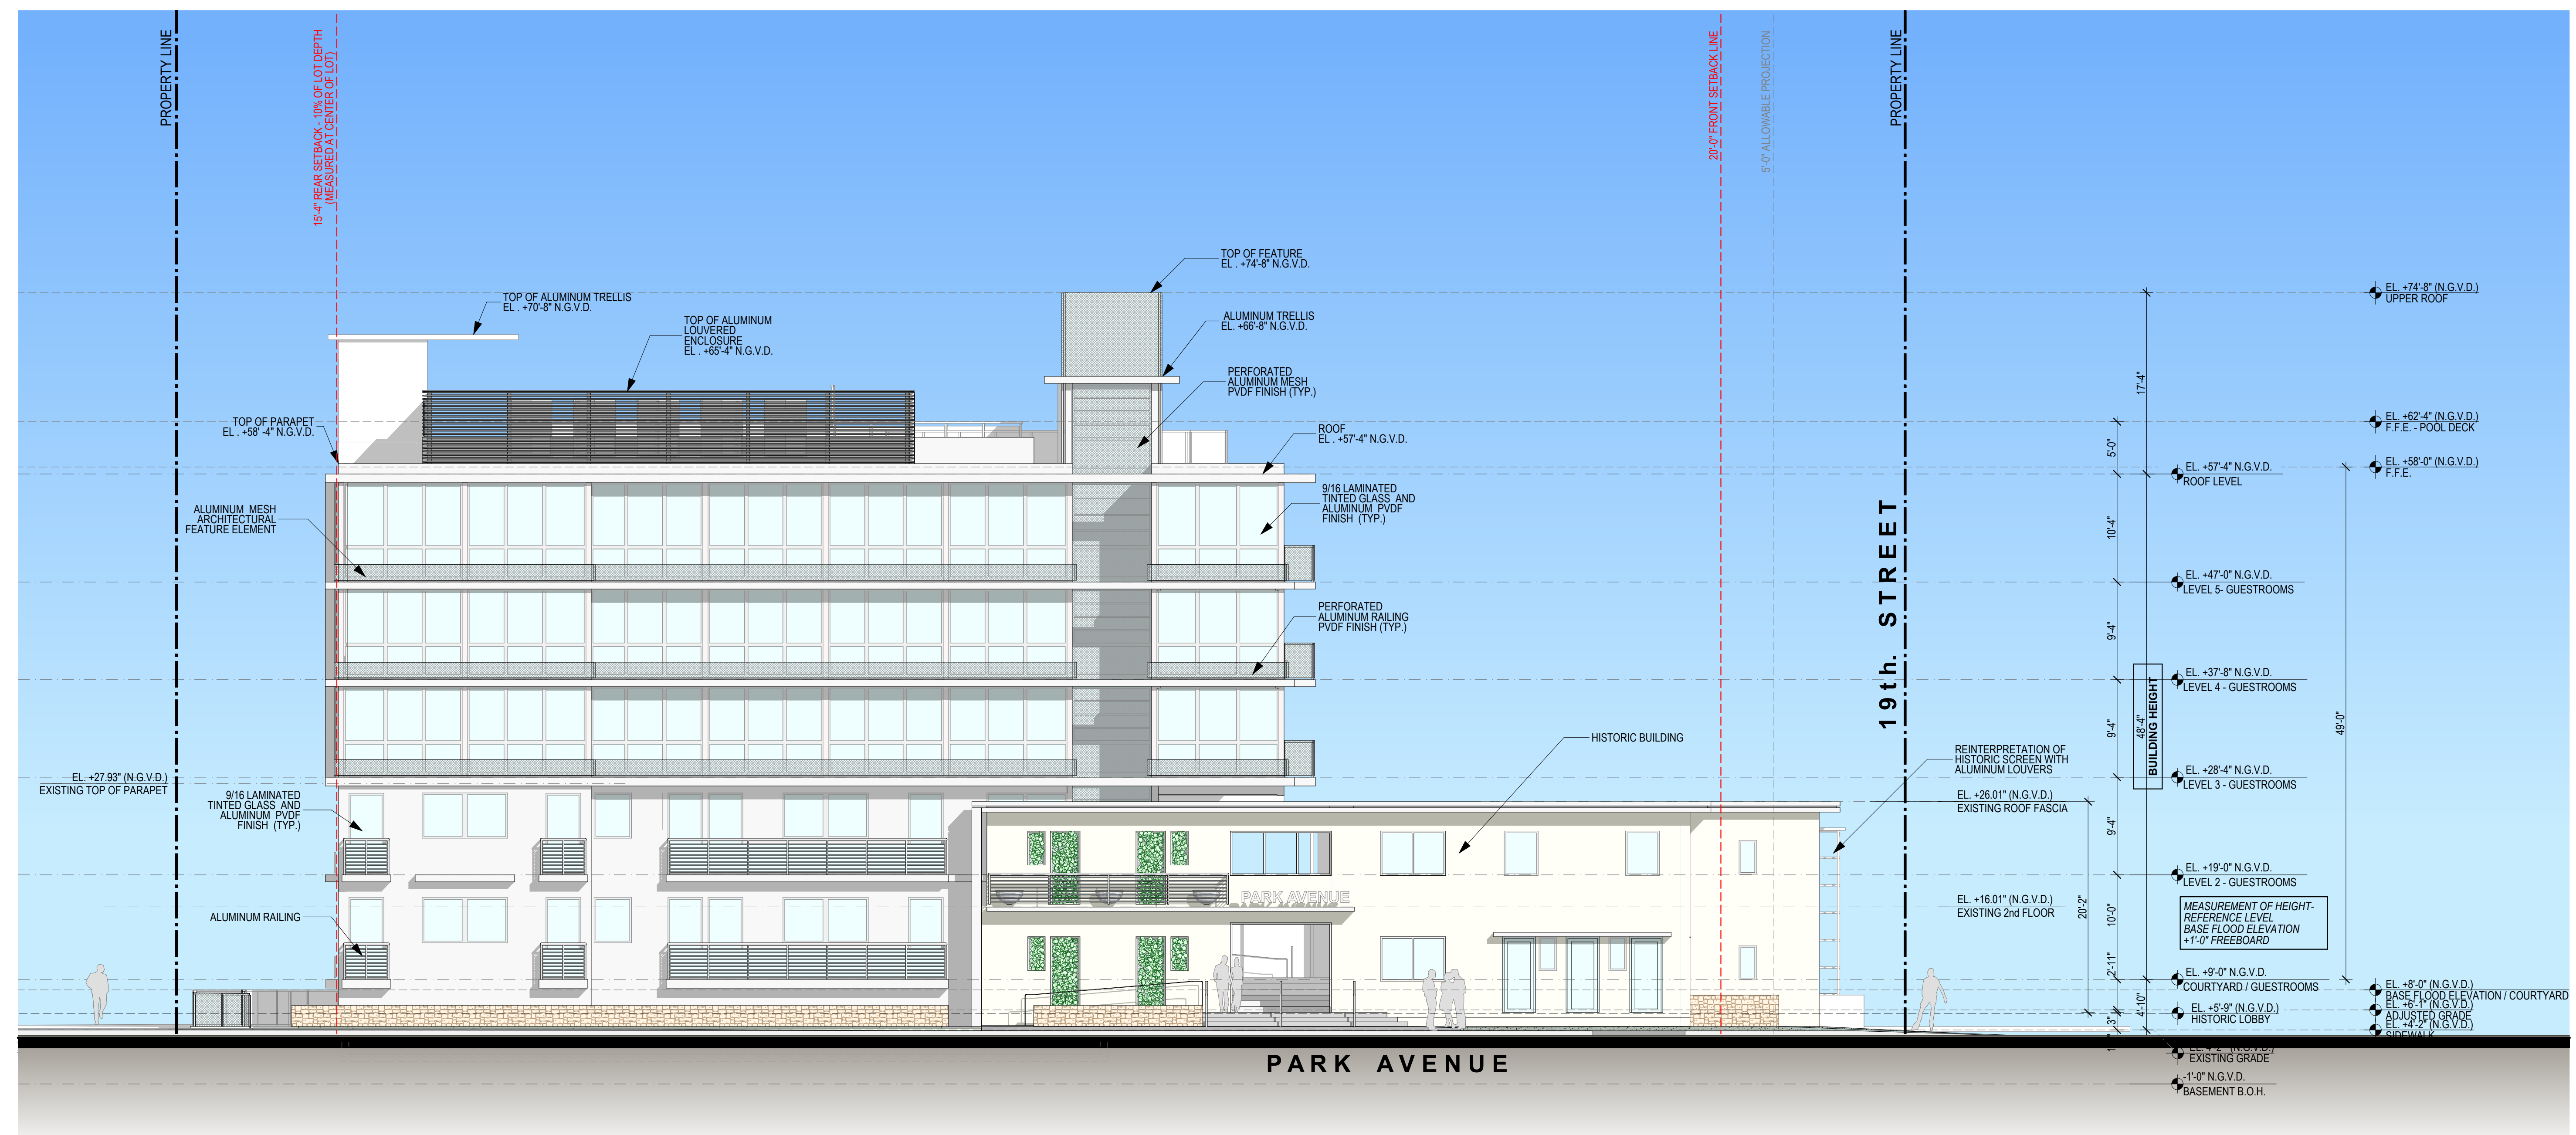 PROPERTY LINE
15'-4" REAR SETBACK - 10% OF LOT DEPTH
(MEASURED AT CENTER OF LOT)
20'-0" FRONT SETBACK LINE
5'-0" ALLOWABLE PROJECTION
PROPERTY LINE
TOP OF FEATURE
EL . +74'-8" N.G.V.D.
TOP OF ALUMINUM TRELLIS
EL . +70'-8" N.G.V.D.
TOP OF ALUMINUM
LOUVERED
ENCLOSURE
EL . +65'-4" N.G.V.D.
ALUMINUM TRELLIS
EL. +66'-8" N.G.V.D.
PERFORATED
ALUMINUM MESH
PVDF FINISH (TYP.)
TOP OF PARAPET
EL . +58' -4" N.G.V.D.
ROOF
EL . +57'-4" N.G.V.D.
ALUMINUM MESH
ARCHITECTURAL
FEATURE ELEMENT
9/16 LAMINATED
TINTED GLASS AND
ALUMINUM PVDF
FINISH (TYP.)
PERFORATED
ALUMINUM RAILING
PVDF FINISH (TYP.)
HISTORIC BUILDING
EL. +27.93" (N.G.V.D.)
EXISTING TOP OF PARAPET
9/16 LAMINATED
TINTED GLASS AND
ALUMINUM PVDF
FINISH (TYP.)
ALUMINUM RAILING
PARK AVENUE
19th. STREET
REINTERPRETATION OF
HISTORIC SCREEN WITH
ALUMINUM LOUVERS
EL. +26.01" (N.G.V.D.)
EXISTING ROOF FASCIA
EL. +16.01" (N.G.V.D.)
EXISTING 2nd FLOOR
20'-2"
5'-0"
10'-4"
9'-4"
9'-4"
9'-4"
10'-0"
2'-11"
17'-4"
48'-4"
BUILDING HEIGHT
4'-10"
49'-0"
EL. +74'-8" (N.G.V.D.)
UPPER ROOF
EL. +62'-4" (N.G.V.D.)
F.F.E. - POOL DECK
EL. +58'-0" (N.G.V.D.)
F.F.E.
EL. +57'-4" N.G.V.D.
ROOF LEVEL
EL. +47'-0" N.G.V.D.
LEVEL 5- GUESTROOMS
EL. +37'-8" N.G.V.D.
LEVEL 4 - GUESTROOMS
EL. +28'-4" N.G.V.D.
LEVEL 3 - GUESTROOMS
EL. +19'-0" N.G.V.D.
LEVEL 2 - GUESTROOMS
MEASUREMENT OF HEIGHT-
REFERENCE LEVEL
BASE FLOOD ELEVATION
+1'-0" FREEBOARD
EL. +9'-0" N.G.V.D.
COURTYARD / GUESTROOMS
EL. +8'-0" (N.G.V.D.)
BASE FLOOD ELEVATION / COURTYARD
EL. +6'-1" (N.G.V.D.)
ADJUSTED GRADE
EL. +5'-9" (N.G.V.D.)
HISTORIC LOBBY
EL. +4'-2" (N.G.V.D.)
SIDEWALK
EXISTING GRADE
-1'-0" N.G.V.D.
BASEMENT B.O.H.
PARK AVENUE